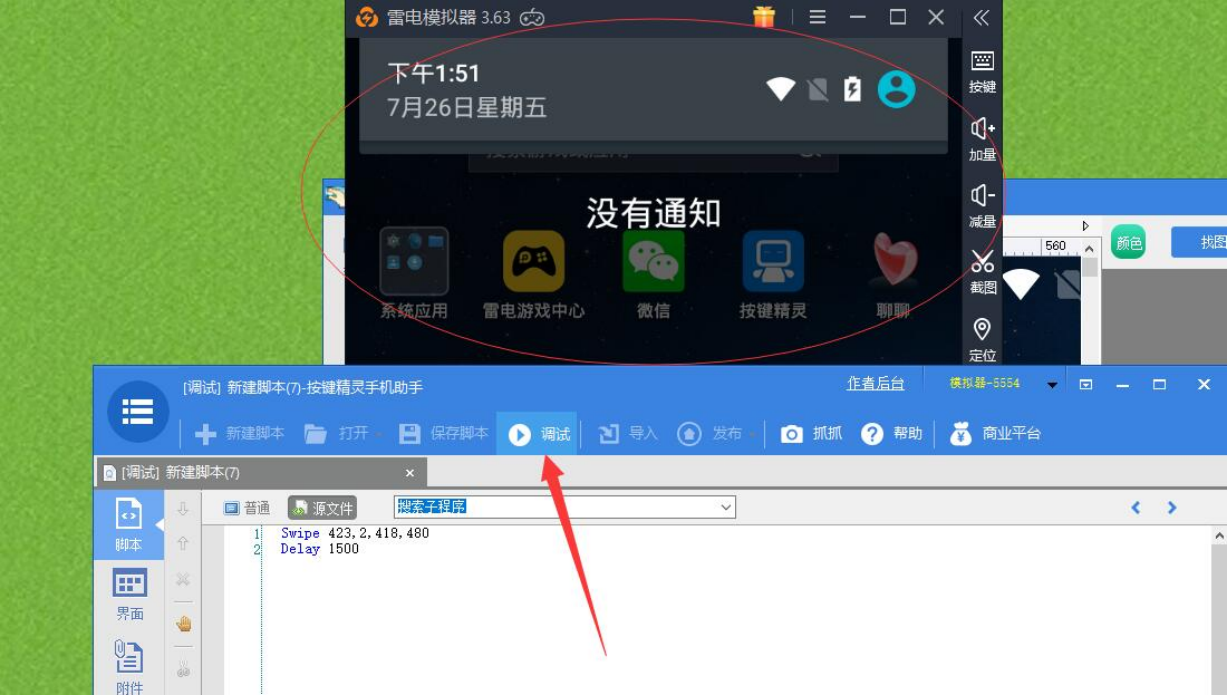 雷电模拟器 3.63
下午1:51
7月26日星期五
没有通知
系统应用
雷电游戏中心
微信
按键精灵
聊聊
按键
加量
减量
截图
定位
560
颜色
找图
[调试] 新建脚本(7)-按键精灵手机助手
作者后台
模拟器-5554
新建脚本
打开
保存脚本
调试
导入
发布
抓抓
帮助
商业平台
[调试] 新建脚本(7)
普通
源文件
搜索子程序
脚本
界面
附件
1 Swipe 423,2,418,480
2 Delay 1500